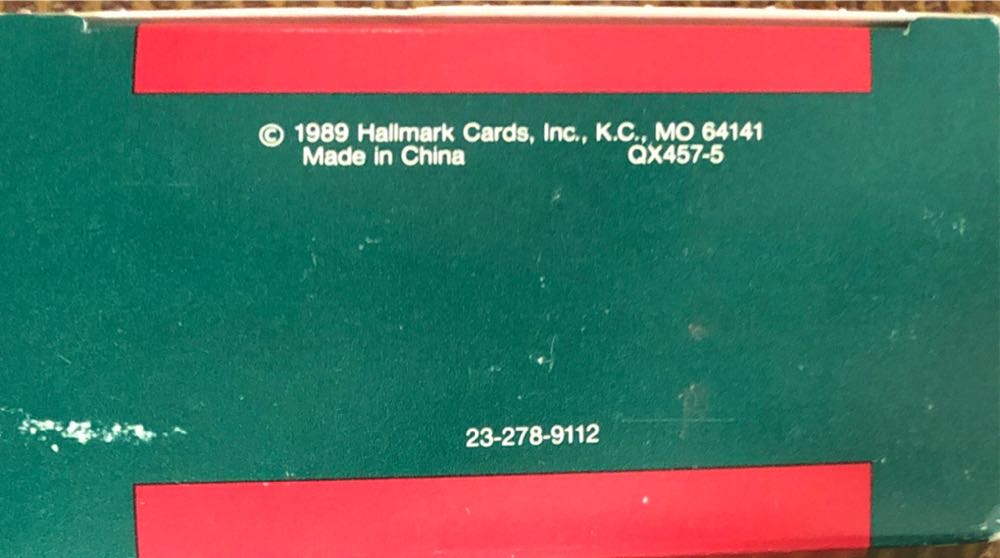 © 1989 Hallmark Cards, Inc., K.C., MO 64141
Made in China QX457-5
23-278-9112